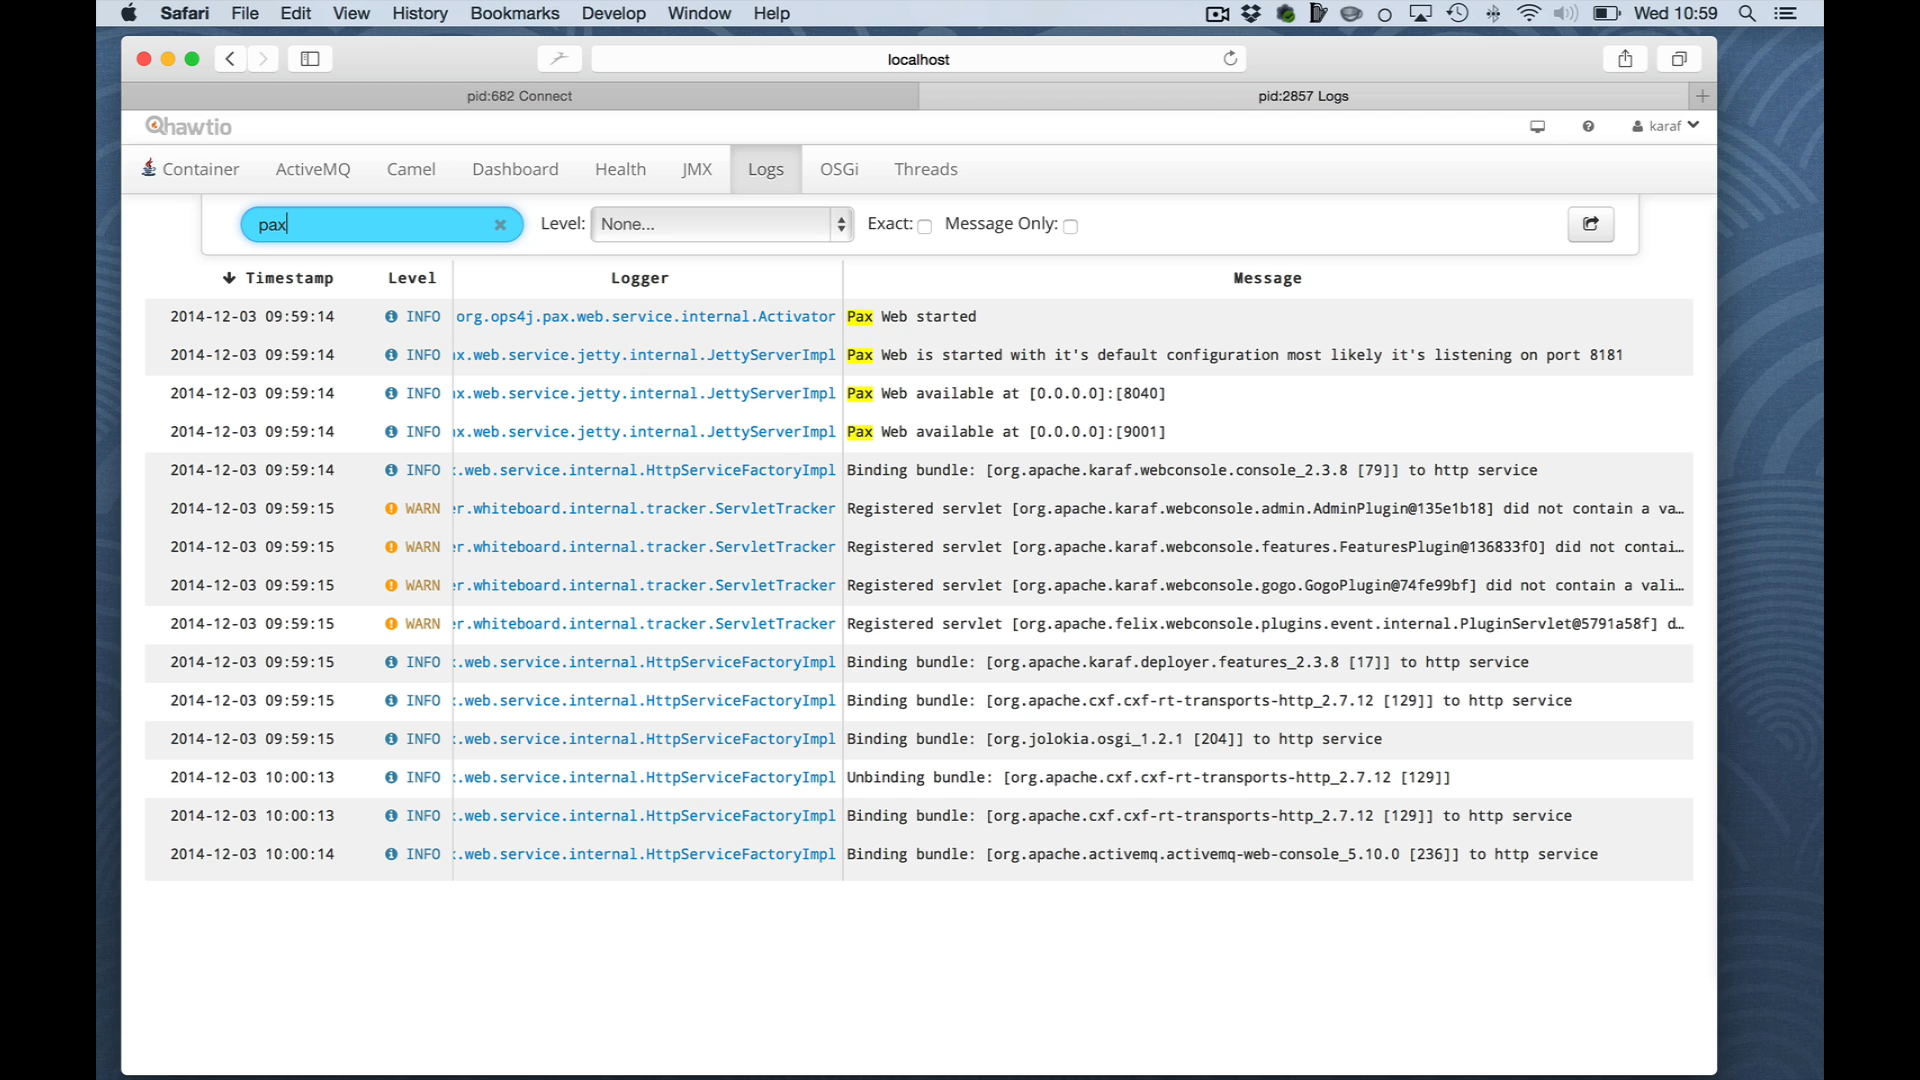 Safari File Edit View History Bookmarks Develop Window Help Wed 10:59
localhost
pid:682 Connect pid:2857 Logs
hawtio karaf
Container ActiveMQ Camel Dashboard Health JMX Logs OSGi Threads
pax Level: None... Exact: Message Only:
Timestamp Level Logger Message
2014-12-03 09:59:14 INFO org.ops4j.pax.web.service.internal.Activator Pax Web started
2014-12-03 09:59:14 INFO ax.web.service.jetty.internal.JettyServerImpl Pax Web is started with it's default configuration most likely it's listening on port 8181
2014-12-03 09:59:14 INFO ax.web.service.jetty.internal.JettyServerImpl Pax Web available at [0.0.0.0]:[8040]
2014-12-03 09:59:14 INFO ax.web.service.jetty.internal.JettyServerImpl Pax Web available at [0.0.0.0]:[9001]
2014-12-03 09:59:14 INFO .web.service.internal.HttpServiceFactoryImpl Binding bundle: [org.apache.karaf.webconsole.console_2.3.8 [79]] to http service
2014-12-03 09:59:15 WARN er.whiteboard.internal.tracker.ServletTracker Registered servlet [org.apache.karaf.webconsole.admin.AdminPlugin@135e1b18] did not contain a va…
2014-12-03 09:59:15 WARN er.whiteboard.internal.tracker.ServletTracker Registered servlet [org.apache.karaf.webconsole.features.FeaturesPlugin@136833f0] did not contai…
2014-12-03 09:59:15 WARN er.whiteboard.internal.tracker.ServletTracker Registered servlet [org.apache.karaf.webconsole.gogo.GogoPlugin@74fe99bf] did not contain a vali…
2014-12-03 09:59:15 WARN er.whiteboard.internal.tracker.ServletTracker Registered servlet [org.apache.felix.webconsole.plugins.event.internal.PluginServlet@5791a58f] d…
2014-12-03 09:59:15 INFO .web.service.internal.HttpServiceFactoryImpl Binding bundle: [org.apache.karaf.deployer.features_2.3.8 [17]] to http service
2014-12-03 09:59:15 INFO .web.service.internal.HttpServiceFactoryImpl Binding bundle: [org.apache.cxf.cxf-rt-transports-http_2.7.12 [129]] to http service
2014-12-03 09:59:15 INFO .web.service.internal.HttpServiceFactoryImpl Binding bundle: [org.jolokia.osgi_1.2.1 [204]] to http service
2014-12-03 10:00:13 INFO .web.service.internal.HttpServiceFactoryImpl Unbinding bundle: [org.apache.cxf.cxf-rt-transports-http_2.7.12 [129]]
2014-12-03 10:00:13 INFO .web.service.internal.HttpServiceFactoryImpl Binding bundle: [org.apache.cxf.cxf-rt-transports-http_2.7.12 [129]] to http service
2014-12-03 10:00:14 INFO .web.service.internal.HttpServiceFactoryImpl Binding bundle: [org.apache.activemq.activemq-web-console_5.10.0 [236]] to http service